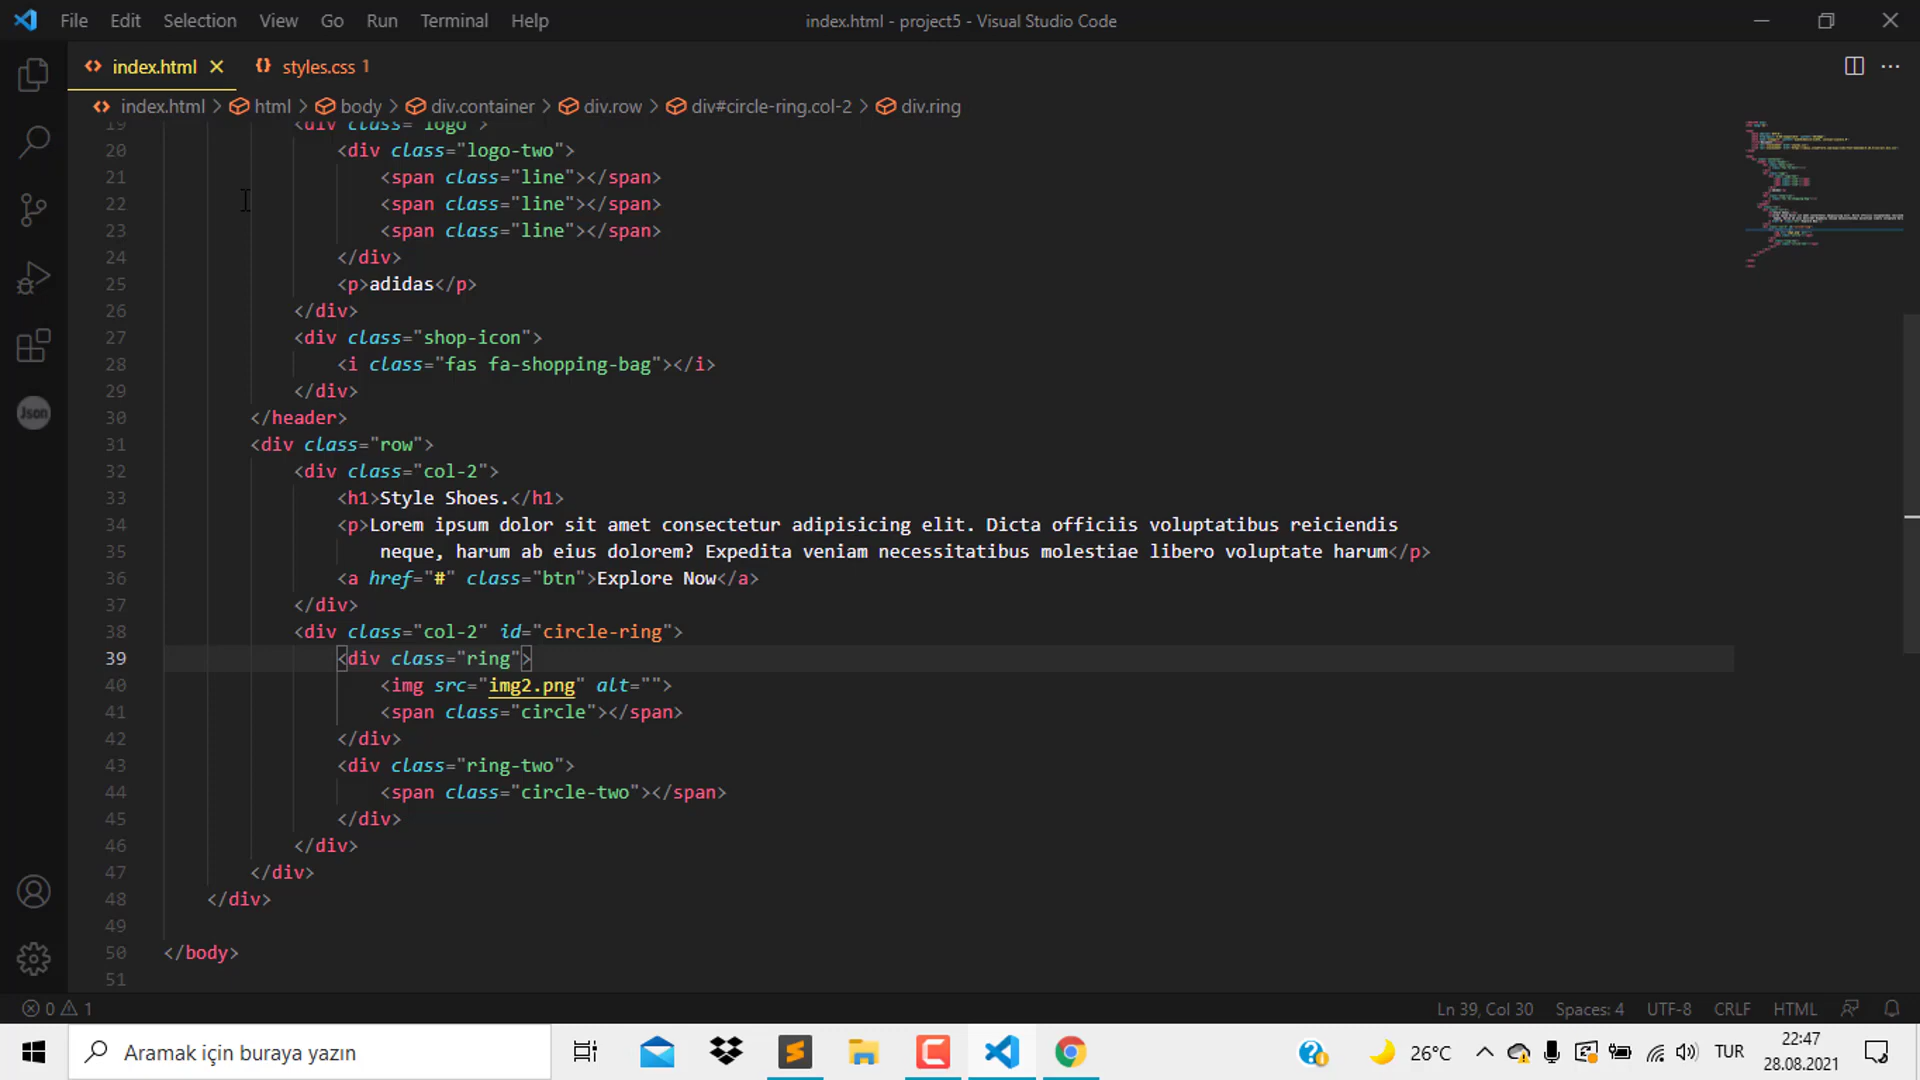 File Edit Selection View Go Run Terminal Help index.html - project5 - Visual Studio Code
index.html styles.css 1
index.html > html > body > div.container > div.row > div#circle-ring.col-2 > div.ring
19 <div class="logo">
20 <div class="logo-two">
21 <span class="line"></span>
22 <span class="line"></span>
23 <span class="line"></span>
24 </div>
25 <p>adidas</p>
26 </div>
27 <div class="shop-icon">
28 <i class="fas fa-shopping-bag"></i>
29 </div>
30 </header>
31 <div class="row">
32 <div class="col-2">
33 <h1>Style Shoes.</h1>
34 <p>Lorem ipsum dolor sit amet consectetur adipisicing elit. Dicta officiis voluptatibus reiciendis
35 neque, harum ab eius dolorem? Expedita veniam necessitatibus molestiae libero voluptate harum</p>
36 <a href="#" class="btn">Explore Now</a>
37 </div>
38 <div class="col-2" id="circle-ring">
39 <div class="ring">
40 <img src="img2.png" alt="">
41 <span class="circle"></span>
42 </div>
43 <div class="ring-two">
44 <span class="circle-two"></span>
45 </div>
46 </div>
47 </div>
48 </div>
49
50 </body>
51
Json
0 1 Ln 39, Col 30 Spaces: 4 UTF-8 CRLF HTML
Aramak için buraya yazın 26°C TUR 22:47
28.08.2021